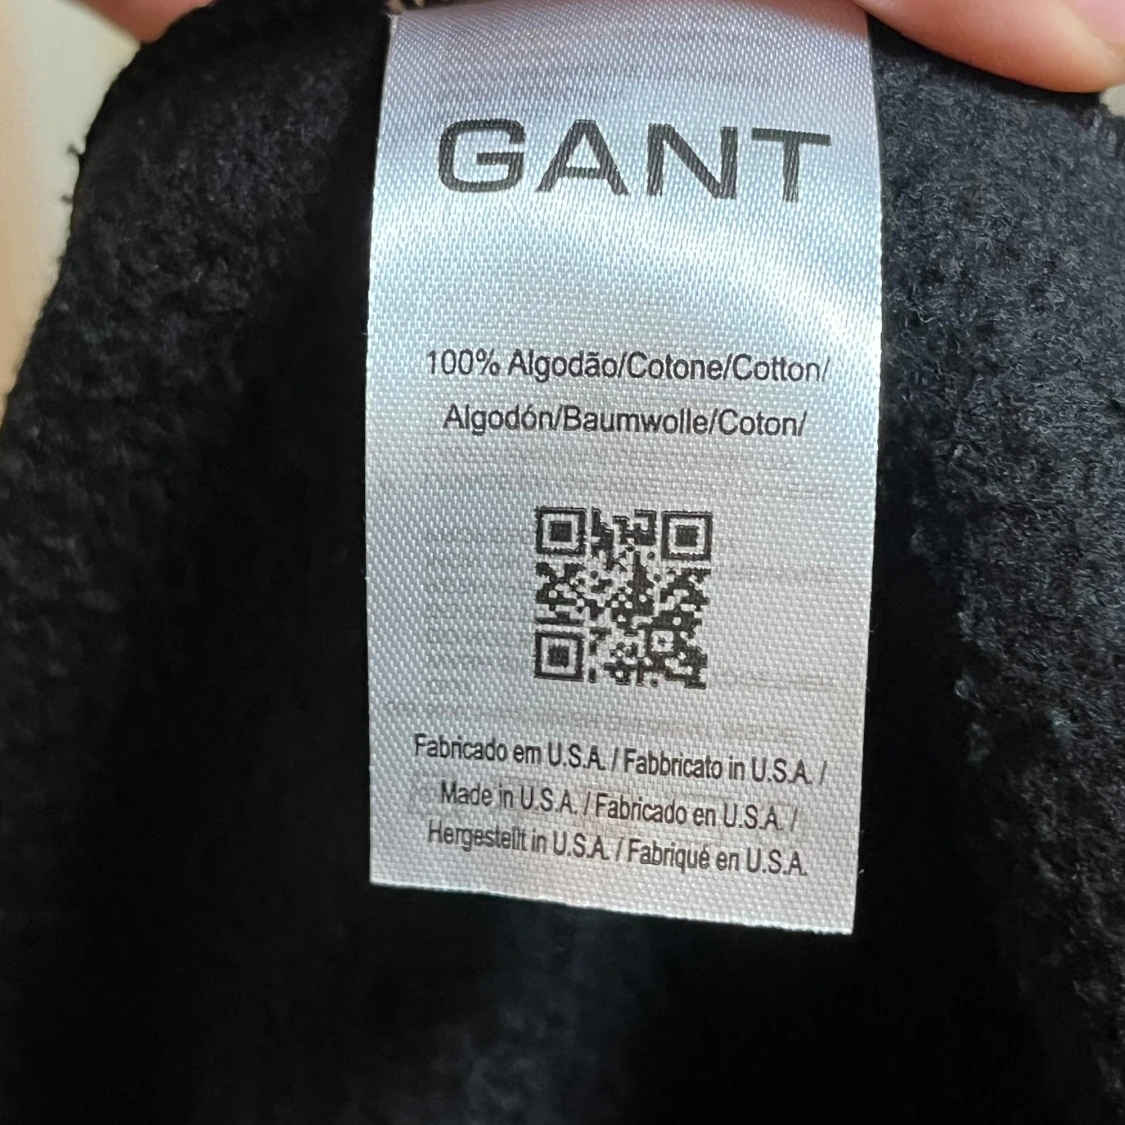 GANT
100% Algodão/Cotone/Cotton/
Algodón/Baumwolle/Coton/
Fabricado em U.S.A. / Fabbricato in U.S.A. /
Made in U.S.A. / Fabricado en U.S.A. /
Hergestellt in U.S.A. / Fabriqué en U.S.A.